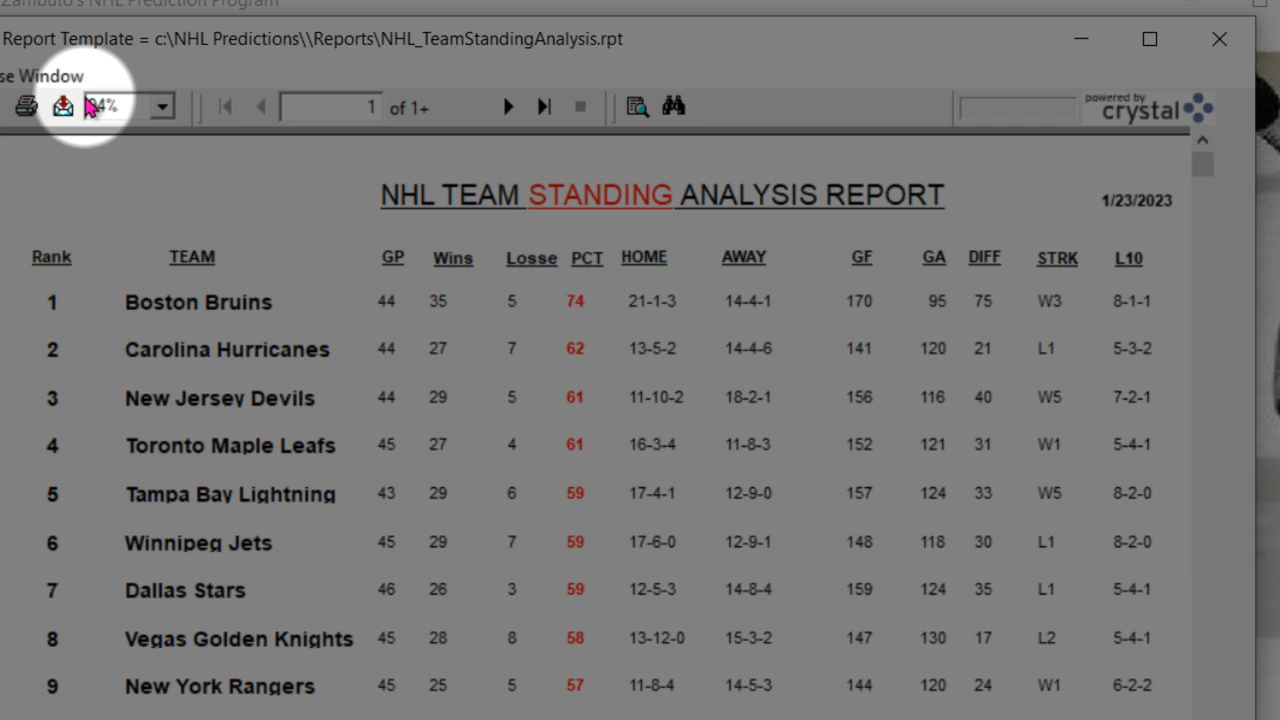 Zambuto's NHL Prediction Program
Report Template = c:\NHL Predictions\\Reports\NHL_TeamStandingAnalysis.rpt
se Window
94% 1 of 1+ powered by crystal
NHL TEAM STANDING ANALYSIS REPORT 1/23/2023
Rank TEAM GP Wins Losse PCT HOME AWAY GF GA DIFF STRK L10
1 Boston Bruins 44 35 5 74 21-1-3 14-4-1 170 95 75 W3 8-1-1
2 Carolina Hurricanes 44 27 7 62 13-5-2 14-4-6 141 120 21 L1 5-3-2
3 New Jersey Devils 44 29 5 61 11-10-2 18-2-1 156 116 40 W5 7-2-1
4 Toronto Maple Leafs 45 27 4 61 16-3-4 11-8-3 152 121 31 W1 5-4-1
5 Tampa Bay Lightning 43 29 6 59 17-4-1 12-9-0 157 124 33 W5 8-2-0
6 Winnipeg Jets 45 29 7 59 17-6-0 12-9-1 148 118 30 L1 8-2-0
7 Dallas Stars 46 26 3 59 12-5-3 14-8-4 159 124 35 L1 5-4-1
8 Vegas Golden Knights 45 28 8 58 13-12-0 15-3-2 147 130 17 L2 5-4-1
9 New York Rangers 45 25 5 57 11-8-4 14-5-3 144 120 24 W1 6-2-2